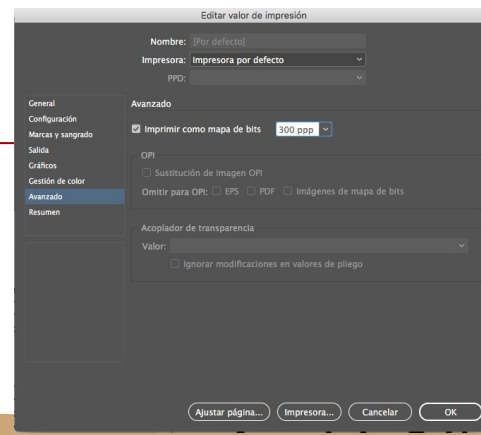 Editar valor de impresión
Nombre: [Por defecto]
Impresora: Impresora por defecto
PPD:
General
Configuración
Marcas y sangrado
Salida
Gráficos
Gestión de color
Avanzado
Resumen
Avanzado
Imprimir como mapa de bits 300 ppp
OPI
Sustitución de imagen OPI
Omitir para OPI: EPS PDF Imágenes de mapa de bits
Acoplador de transparencia
Valor:
Ignorar modificaciones en valores de pliego
Ajustar página... Impresora... Cancelar OK